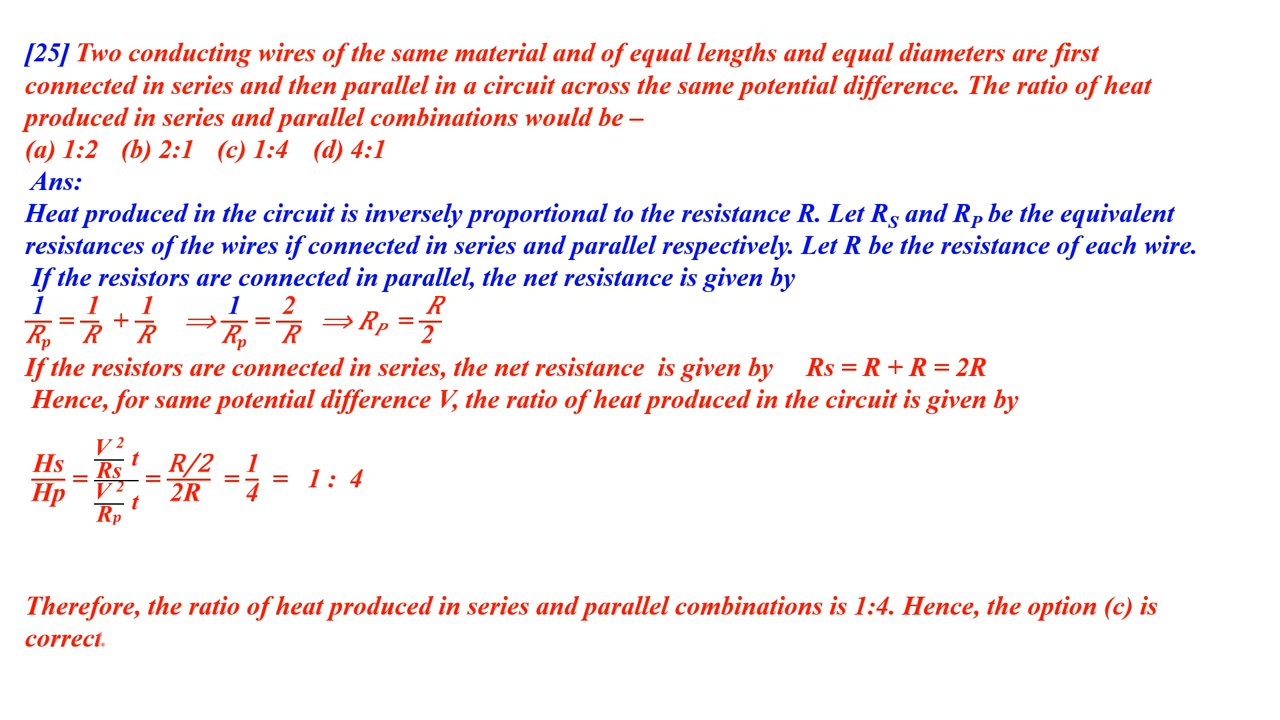 [25] Two conducting wires of the same material and of equal lengths and equal diameters are first
connected in series and then parallel in a circuit across the same potential difference. The ratio of heat
produced in series and parallel combinations would be –
(a) 1:2 (b) 2:1 (c) 1:4 (d) 4:1
Ans:
Heat produced in the circuit is inversely proportional to the resistance R. Let R_S and R_P be the equivalent
resistances of the wires if connected in series and parallel respectively. Let R be the resistance of each wire.
If the resistors are connected in parallel, the net resistance is given by
1/R_p = 1/R + 1/R ⟹ 1/R_p = 2/R ⟹ R_P = R/2
If the resistors are connected in series, the net resistance is given by Rs = R + R = 2R
Hence, for same potential difference V, the ratio of heat produced in the circuit is given by
Hs/Hp = (V²/Rs t)/(V²/R_p t) = (R/2)/(2R) = 1/4 = 1 : 4
Therefore, the ratio of heat produced in series and parallel combinations is 1:4. Hence, the option (c) is
correct.